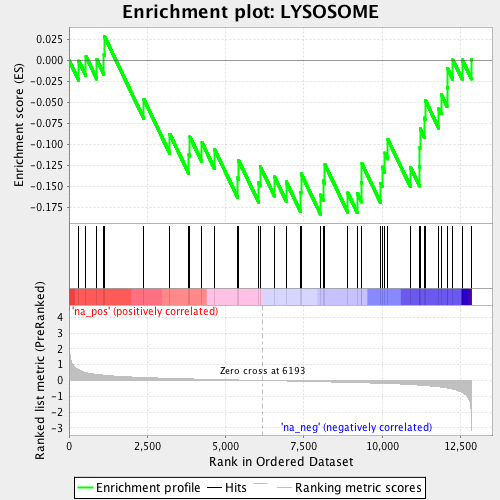 Enrichment plot: LYSOSOME
Enrichment score (ES)
0.025
0.000
-0.025
-0.050
-0.075
-0.100
-0.125
-0.150
-0.175
'na_pos' (positively correlated)
Ranked list metric (PreRanked)
4
3
2
1
0
-1
-2
-3
Zero cross at 6193
'na_neg' (negatively correlated)
0
2,500
5,000
7,500
10,000
12,500
Rank in Ordered Dataset
Enrichment profile
Hits
Ranking metric scores